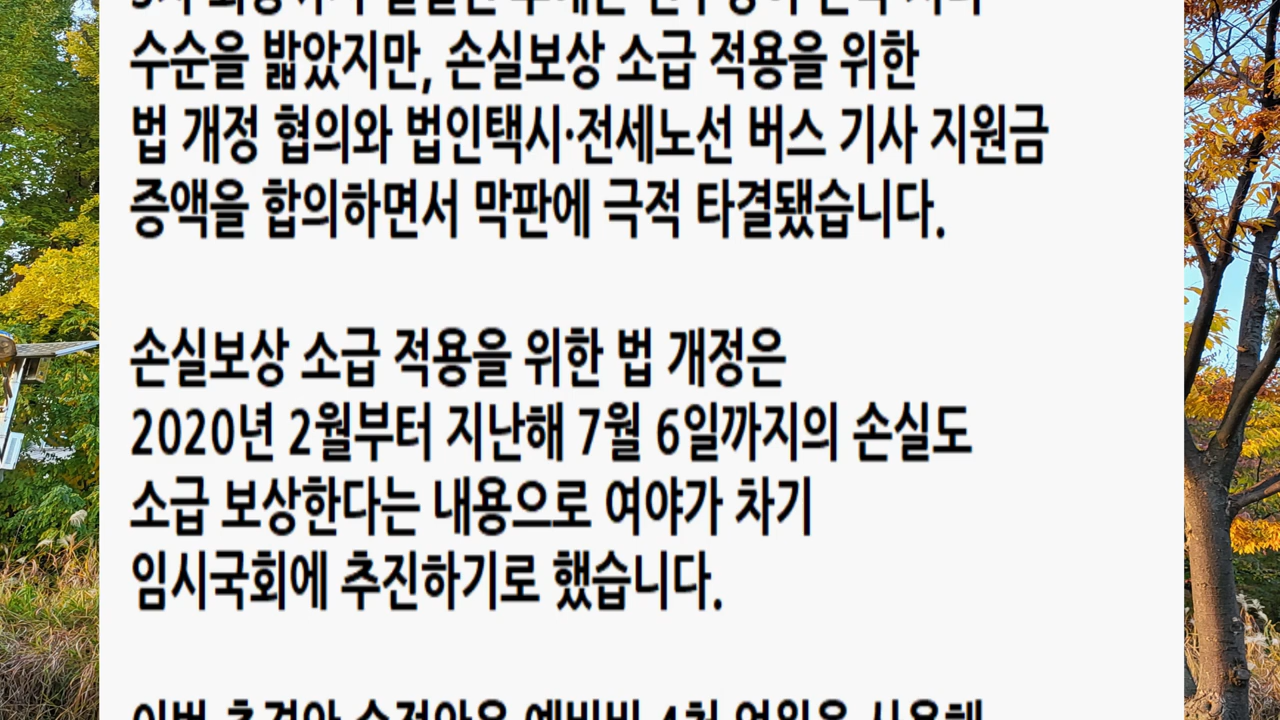 수순을 밟았지만, 손실보상 소급 적용을 위한
법 개정 협의와 법인택시·전세노선 버스 기사 지원금
증액을 합의하면서 막판에 극적 타결됐습니다.
손실보상 소급 적용을 위한 법 개정은
2020년 2월부터 지난해 7월 6일까지의 손실도
소급 보상한다는 내용으로 여야가 차기
임시국회에 추진하기로 했습니다.